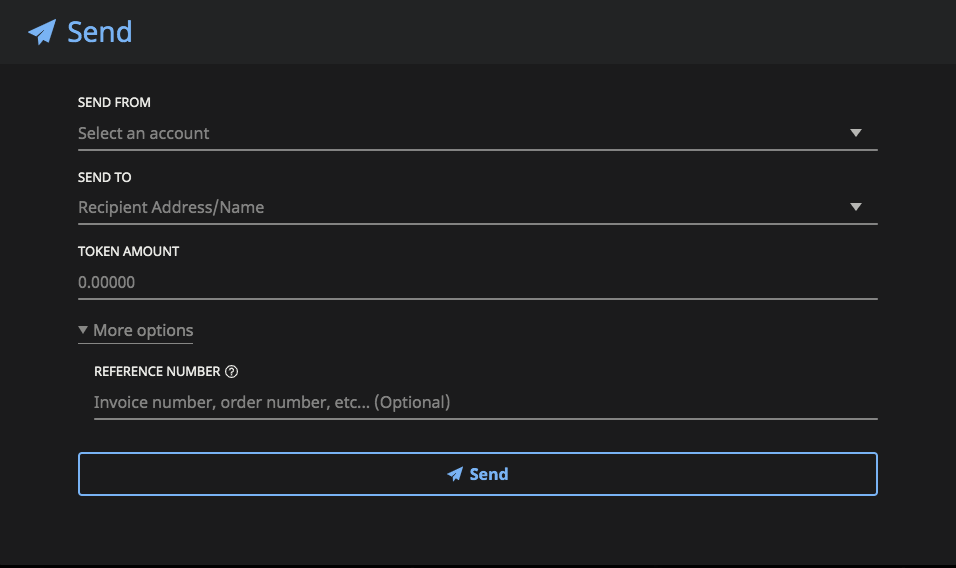 Send
SEND FROM
Select an account
SEND TO
Recipient Address/Name
TOKEN AMOUNT
0.00000
More options
REFERENCE NUMBER
Invoice number, order number, etc... (Optional)
Send